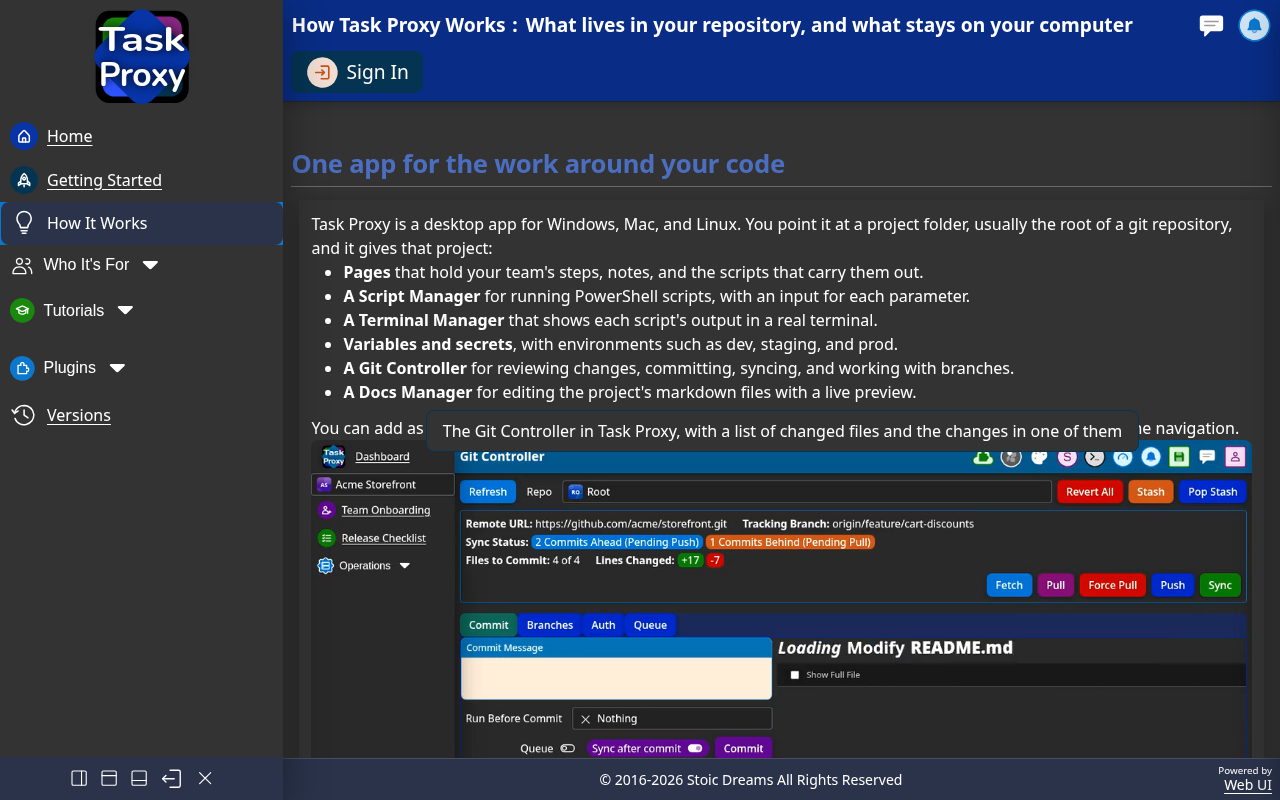 Task
Proxy
Home
Getting Started
How It Works
Who It's For
Tutorials
Plugins
Versions
How Task Proxy Works : What lives in your repository, and what stays on your computer
Sign In
One app for the work around your code
Task Proxy is a desktop app for Windows, Mac, and Linux. You point it at a project folder, usually the root of a git repository,
and it gives that project:
Pages that hold your team's steps, notes, and the scripts that carry them out.
A Script Manager for running PowerShell scripts, with an input for each parameter.
A Terminal Manager that shows each script's output in a real terminal.
Variables and secrets, with environments such as dev, staging, and prod.
A Git Controller for reviewing changes, committing, syncing, and working with branches.
A Docs Manager for editing the project's markdown files with a live preview.
You can add as
The Git Controller in Task Proxy, with a list of changed files and the changes in one of them
navigation.
Task
Proxy
Dashboard
Git Controller
S
AS Acme Storefront
Team Onboarding
Release Checklist
Operations
Refresh Repo RO Root Revert All Stash Pop Stash
Remote URL: https://github.com/acme/storefront.git Tracking Branch: origin/feature/cart-discounts
Sync Status: 2 Commits Ahead (Pending Push) 1 Commits Behind (Pending Pull)
Files to Commit: 4 of 4 Lines Changed: +17 -7
Fetch Pull Force Pull Push Sync
Commit Branches Auth Queue
Commit Message
Loading Modify README.md
Show Full File
Run Before Commit Nothing
Queue Sync after commit Commit
© 2016-2026 Stoic Dreams All Rights Reserved
Powered by
Web UI